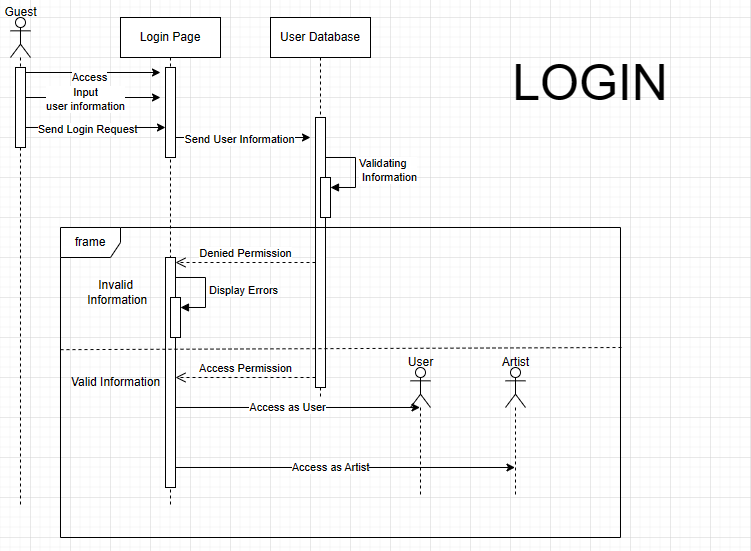 Guest
Login Page
User Database
LOGIN
Access
Input
user information
Send Login Request
Send User Information
Validating
Information
frame
Denied Permission
Invalid
Information
Display Errors
Valid Information
Access Permission
User
Artist
Access as User
Access as Artist